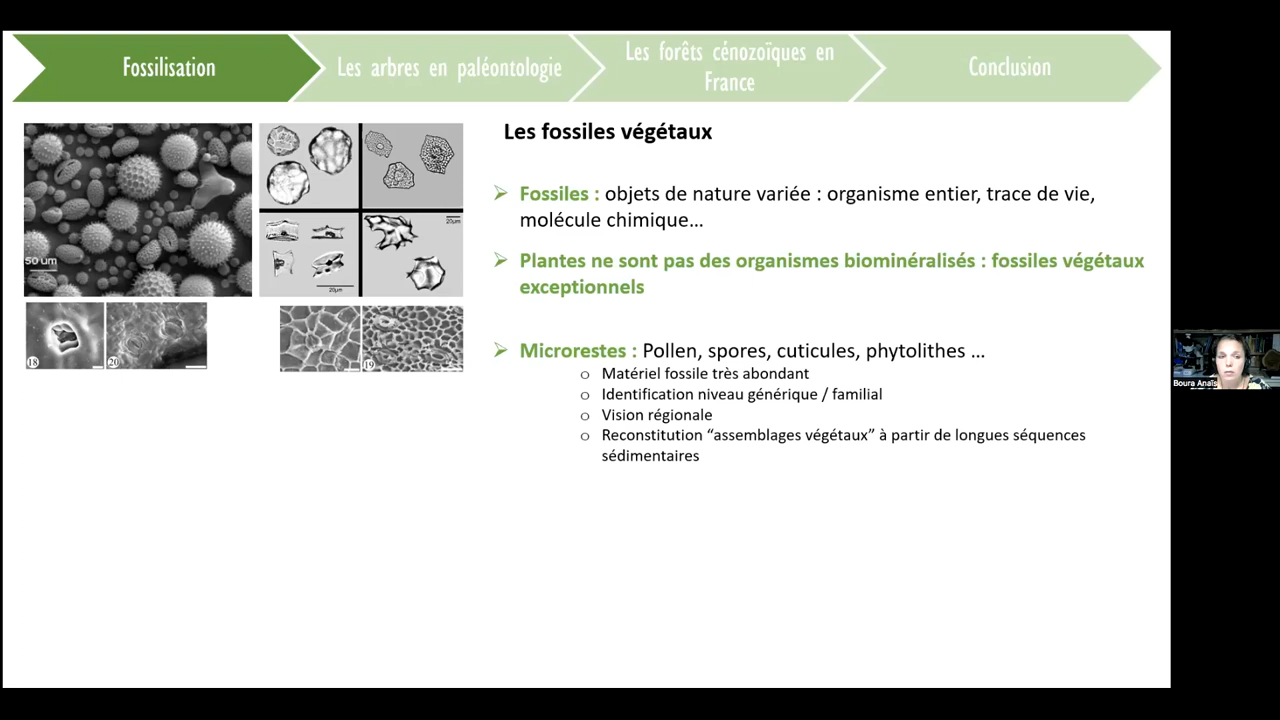 Fossilisation
Les arbres en paléontologie
Les forêts cénozoïques en
France
Conclusion
50 um
20µm
20µm
18
20
19
Les fossiles végétaux
Fossiles : objets de nature variée : organisme entier, trace de vie,
molécule chimique…
Plantes ne sont pas des organismes biominéralisés : fossiles végétaux
exceptionnels
Microrestes : Pollen, spores, cuticules, phytolithes …
o Matériel fossile très abondant
o Identification niveau générique / familial
o Vision régionale
o Reconstitution “assemblages végétaux” à partir de longues séquences
sédimentaires
Boura Anaïs